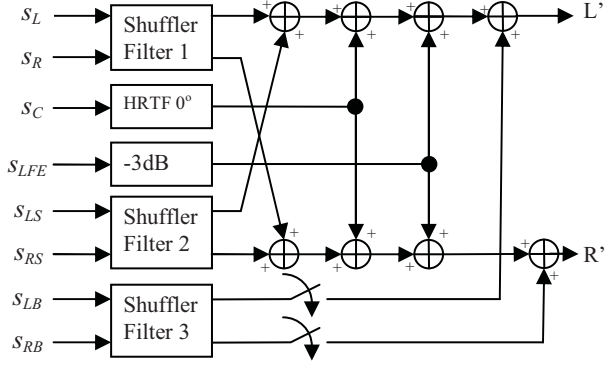 s_L
Shuffler
Filter 1
s_R
L'
s_C
HRTF 0°
s_LFE
-3dB
s_LS
Shuffler
Filter 2
s_RS
R'
s_LB
Shuffler
Filter 3
s_RB
+ + + + + + +
+ + + +
+ + + + + + +
+ + + +